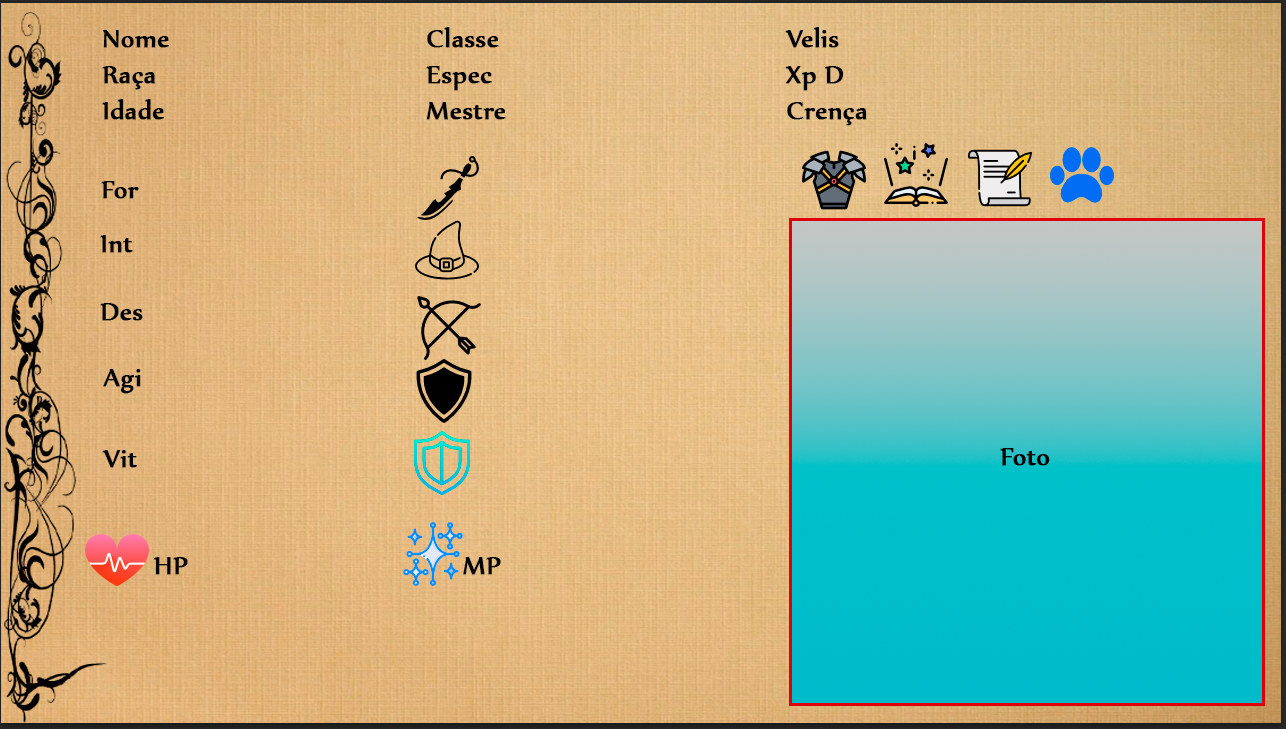 Nome Classe Velis
Raça Espec Xp D
Idade Mestre Crença
For
Int
Des
Agi
Vit
Foto
HP MP